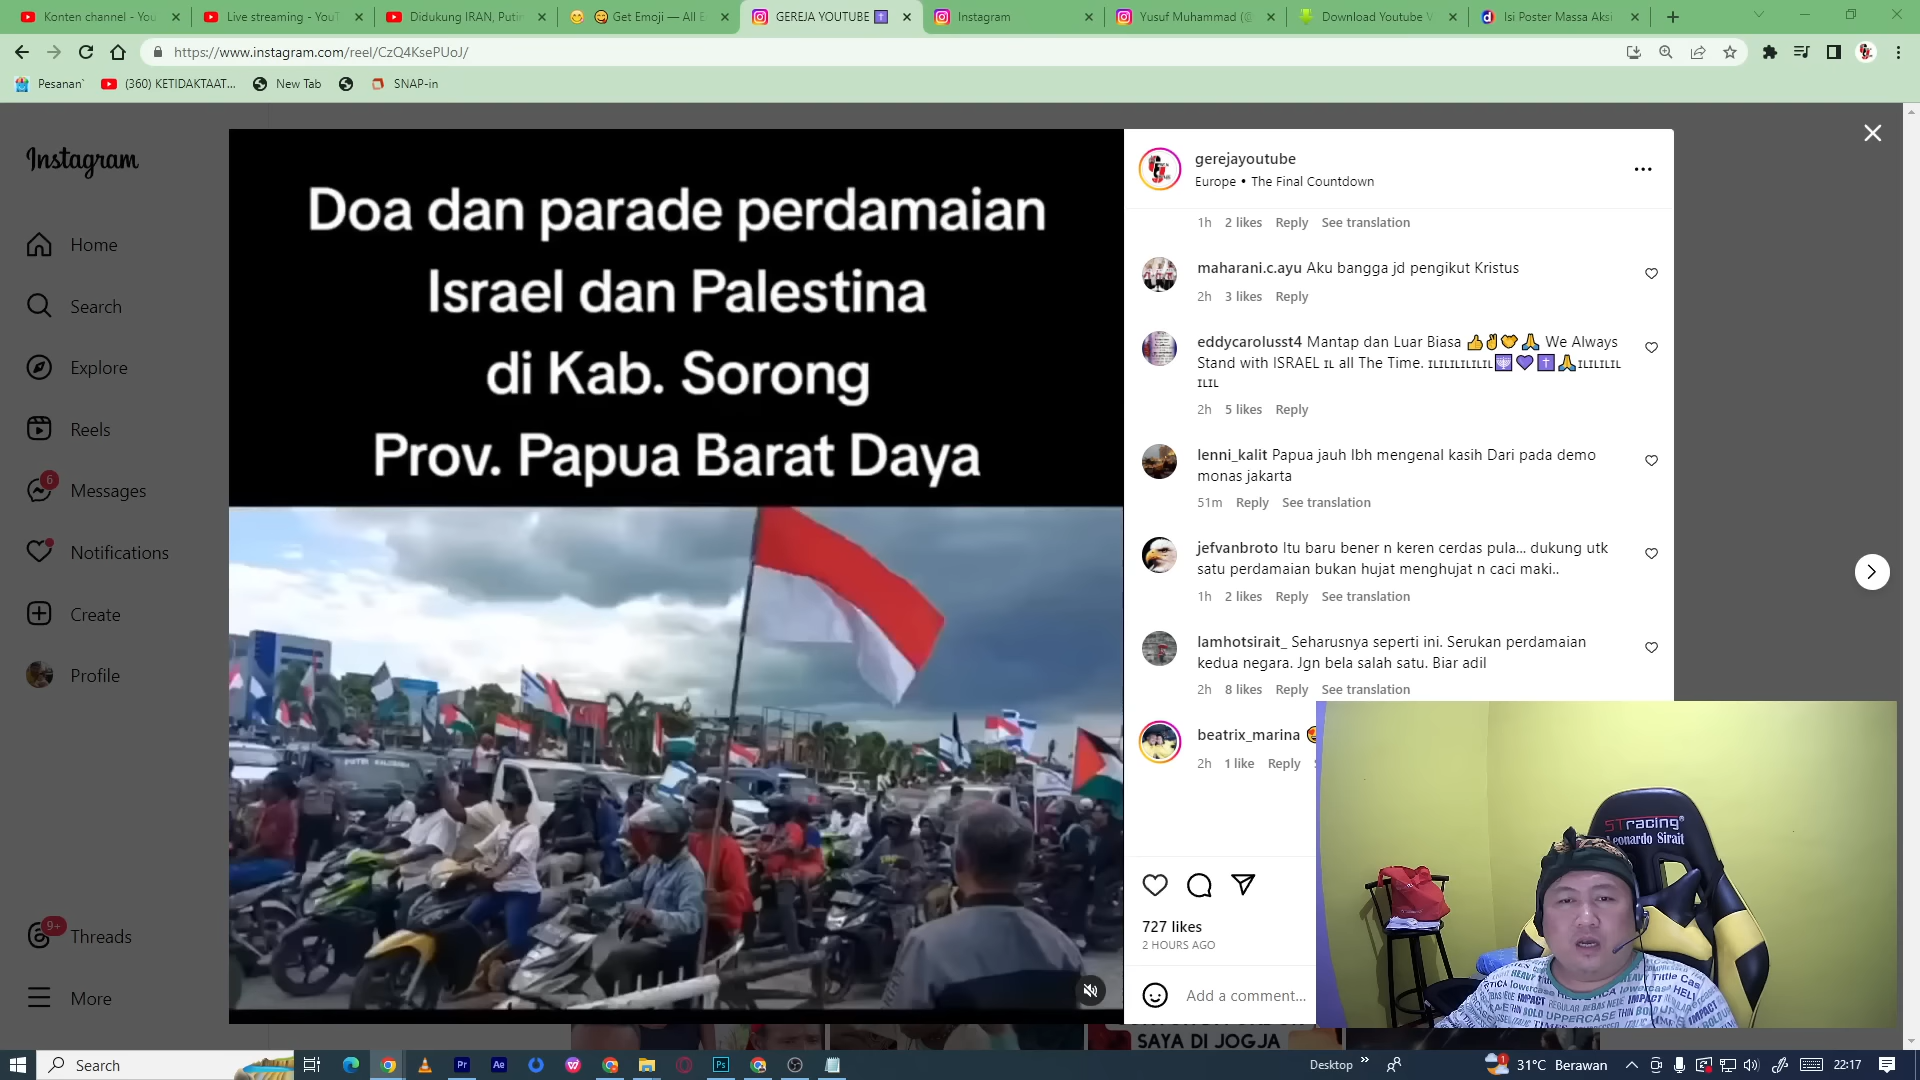 Konten channel - You
Live streaming - YouT
Didukung IRAN, Putin
Get Emoji — All E
GEREJA YOUTUBE
Instagram
Yusuf Muhammad (@
Download Youtube V
Isi Poster Massa Aksi
https://www.instagram.com/reel/CzQ4KsePUoJ/
Pesanan`
(360) KETIDAKTAAT...
New Tab
SNAP-in
Instagram
Home
Search
Explore
Reels
6
Messages
Notifications
Create
Profile
9+
Threads
More
Doa dan parade perdamaian
Israel dan Palestina
di Kab. Sorong
Prov. Papua Barat Daya
gerejayoutube
Europe • The Final Countdown
1h 2 likes Reply See translation
maharani.c.ayu Aku bangga jd pengikut Kristus
2h 3 likes Reply
eddycarolusst4 Mantap dan Luar Biasa 👍✌🤝🙏 We Always
Stand with ISRAEL 🇮🇱 all The Time. 🇮🇱🇮🇱🇮🇱🇮🇱🇮🇱🕎💜✝🙏🇮🇱🇮🇱🇮🇱🇮🇱
🇮🇱🇮🇱
2h 5 likes Reply
lenni_kalit Papua jauh lbh mengenal kasih Dari pada demo
monas jakarta
51m Reply See translation
jefvanbroto Itu baru bener n keren cerdas pula... dukung utk
satu perdamaian bukan hujat menghujat n caci maki..
1h 2 likes Reply See translation
lamhotsirait_ Seharusnya seperti ini. Serukan perdamaian
kedua negara. Jgn bela salah satu. Biar adil
2h 8 likes Reply See translation
beatrix_marina 😍
2h 1 like Reply
727 likes
2 HOURS AGO
Add a comment...
STracing®
Leonardo Sirait
SAYA DI JOGJA
Search
Desktop
1
31°C Berawan
22:17